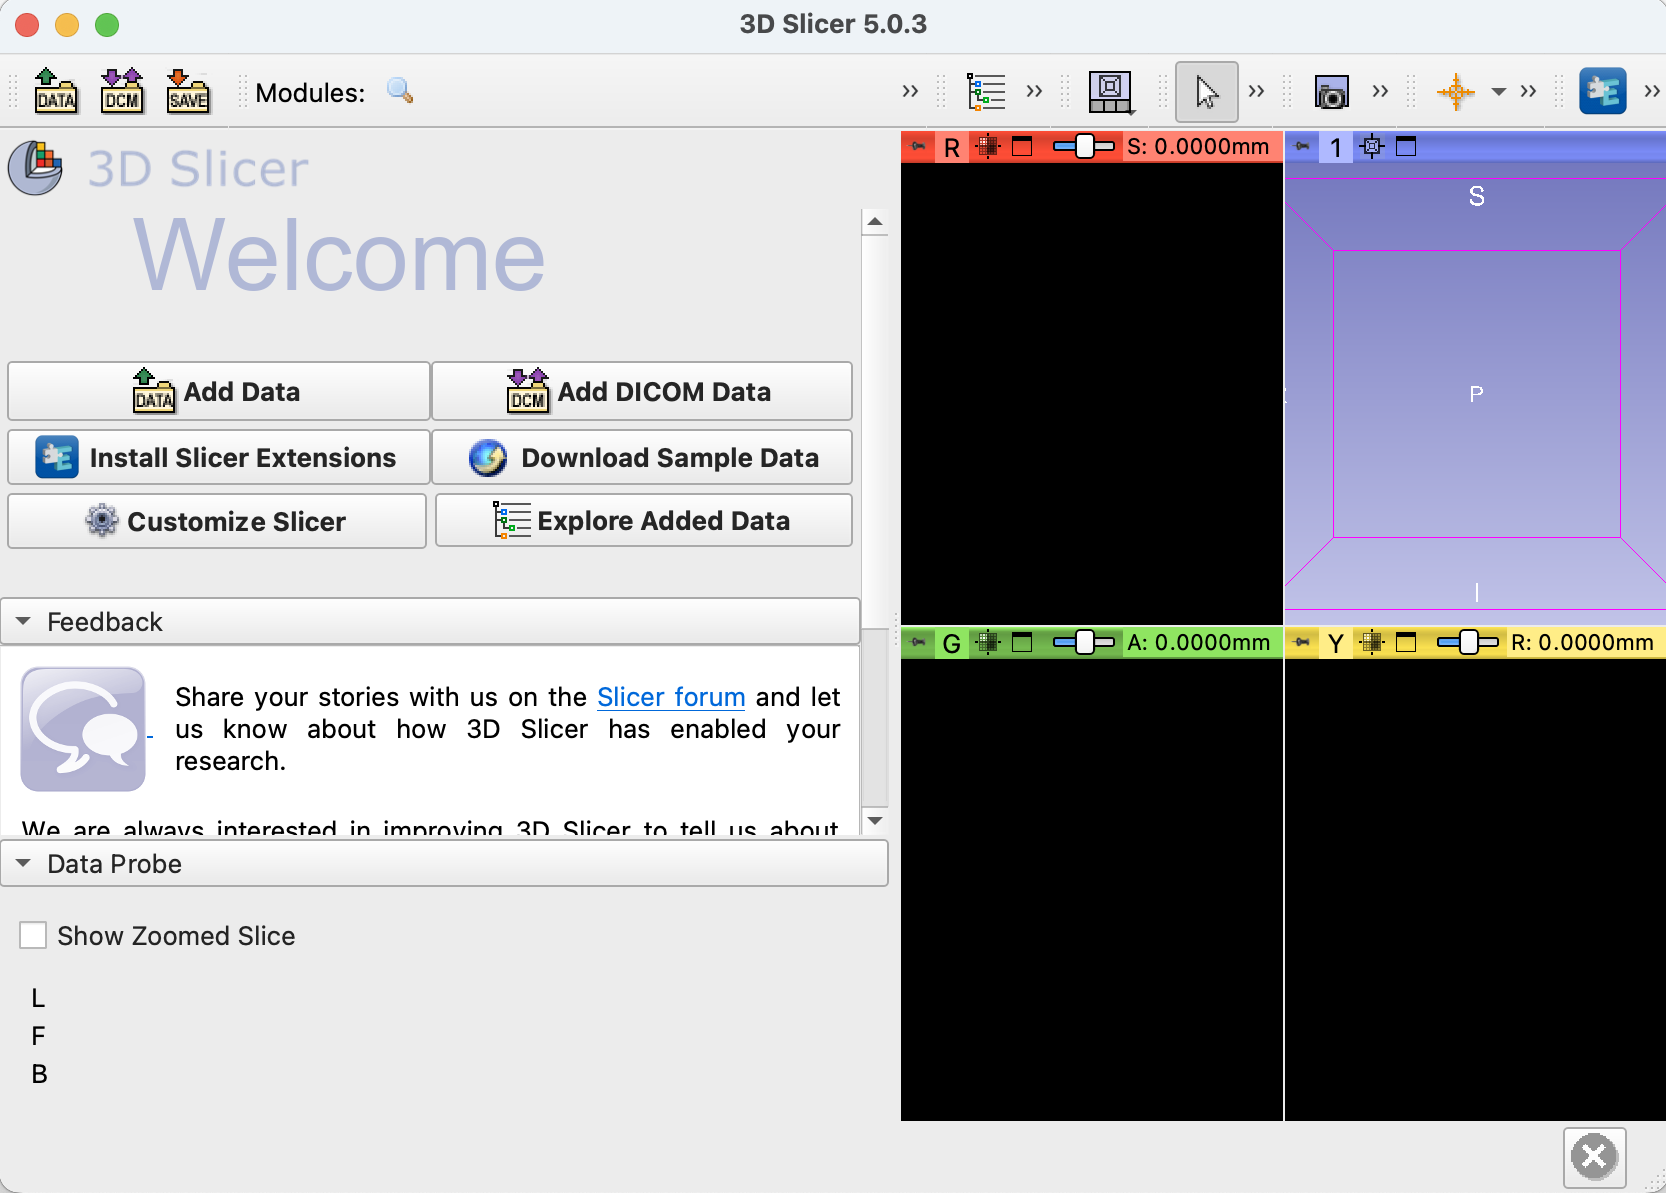 3D Slicer 5.0.3
DATA
DCM
SAVE
Modules:
3D Slicer
Welcome
DATA Add Data
DCM Add DICOM Data
Install Slicer Extensions
Download Sample Data
Customize Slicer
Explore Added Data
Feedback
Share your stories with us on the Slicer forum and let
us know about how 3D Slicer has enabled your
research.
We are always interested in improving 3D Slicer to tell us about
Data Probe
Show Zoomed Slice
L
F
B
R S: 0.0000mm
1
S
P
I
G A: 0.0000mm
Y R: 0.0000mm